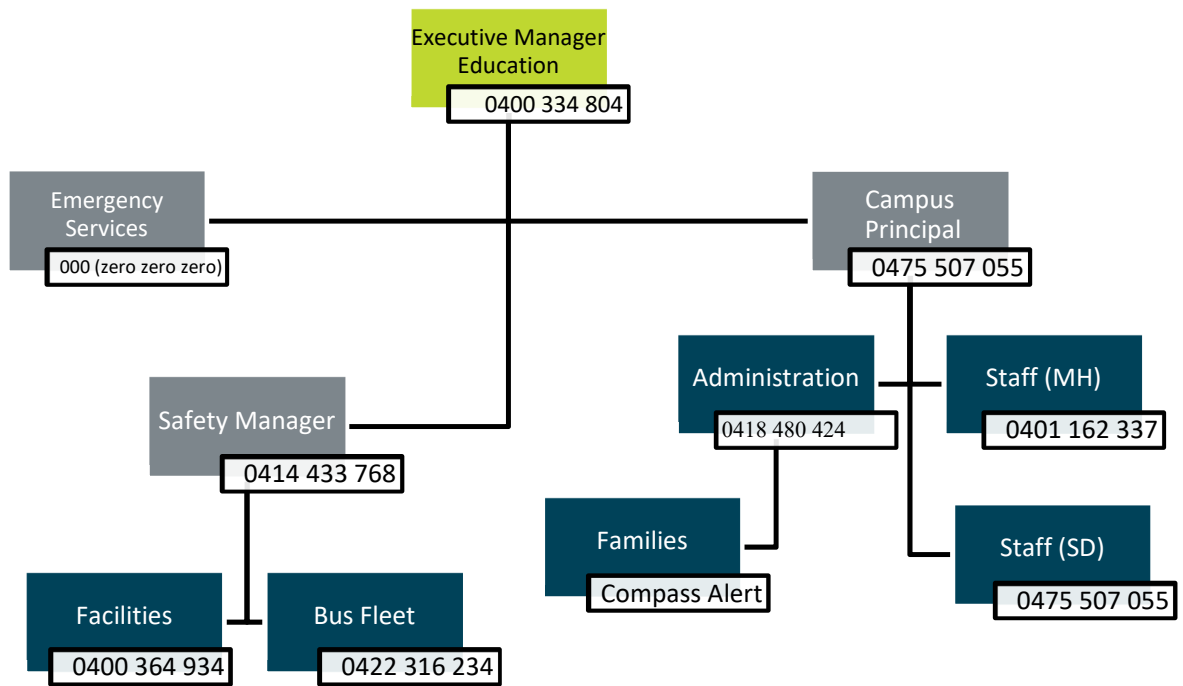 Executive Manager
Education
0400 334 804
Emergency
Services
000 (zero zero zero)
Campus
Principal
0475 507 055
Safety Manager
0414 433 768
Administration
0418 480 424
Staff (MH)
0401 162 337
Families
Compass Alert
Staff (SD)
0475 507 055
Facilities
0400 364 934
Bus Fleet
0422 316 234